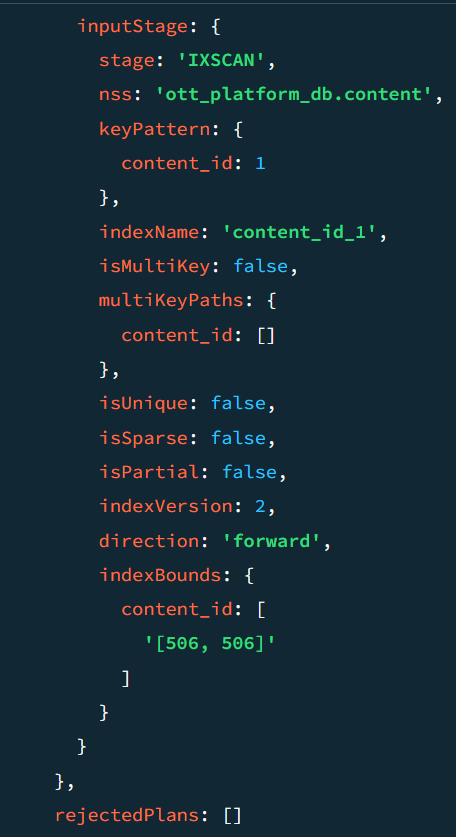 inputStage: {
stage: 'IXSCAN',
nss: 'ott_platform_db.content',
keyPattern: {
content_id: 1
},
indexName: 'content_id_1',
isMultiKey: false,
multiKeyPaths: {
content_id: []
},
isUnique: false,
isSparse: false,
isPartial: false,
indexVersion: 2,
direction: 'forward',
indexBounds: {
content_id: [
'[506, 506]'
]
}
}
},
rejectedPlans: []